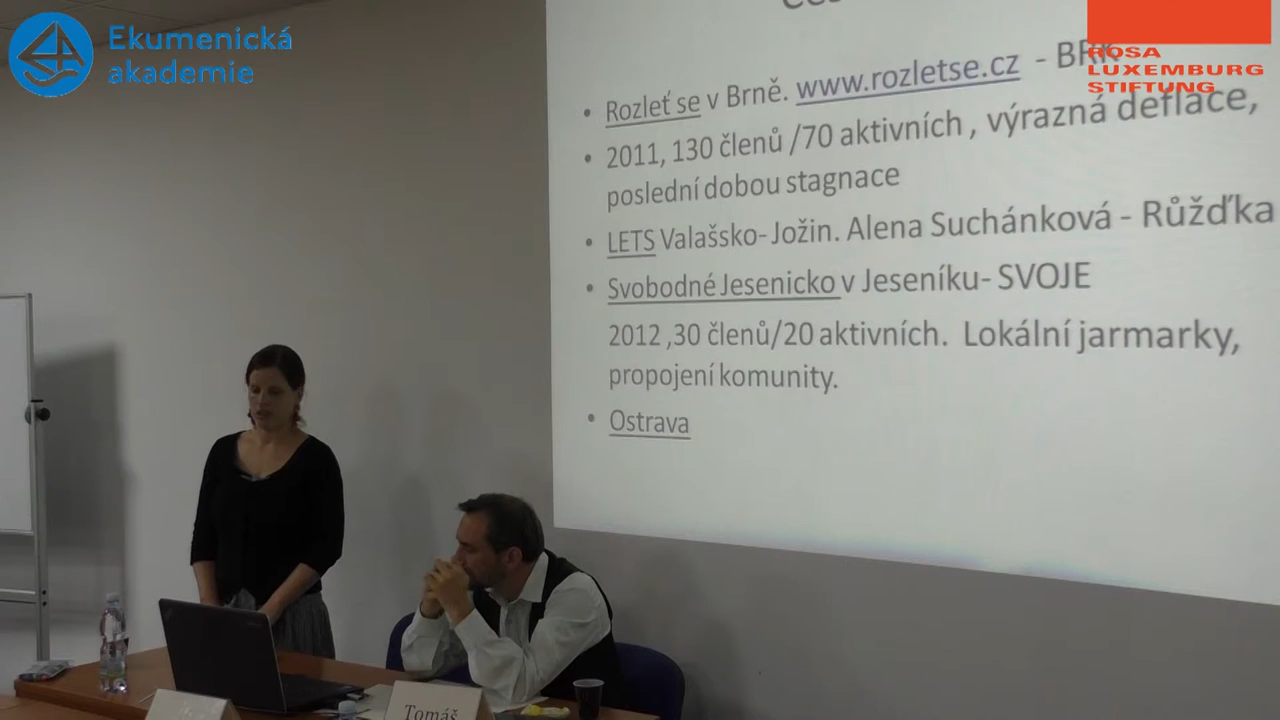 Ekumenická
akademie
ROSA
LUXEMBURG
STIFTUNG
• Rozleť se v Brně. www.rozletse.cz - BRK
• 2011, 130 členů /70 aktivních , výrazná deflace,
poslední dobou stagnace
• LETS Valašsko- Jožin. Alena Suchánková - Růžďka
• Svobodné Jesenicko v Jeseníku- SVOJE
2012 ,30 členů/20 aktivních. Lokální jarmarky,
propojení komunity.
• Ostrava
Tomáš